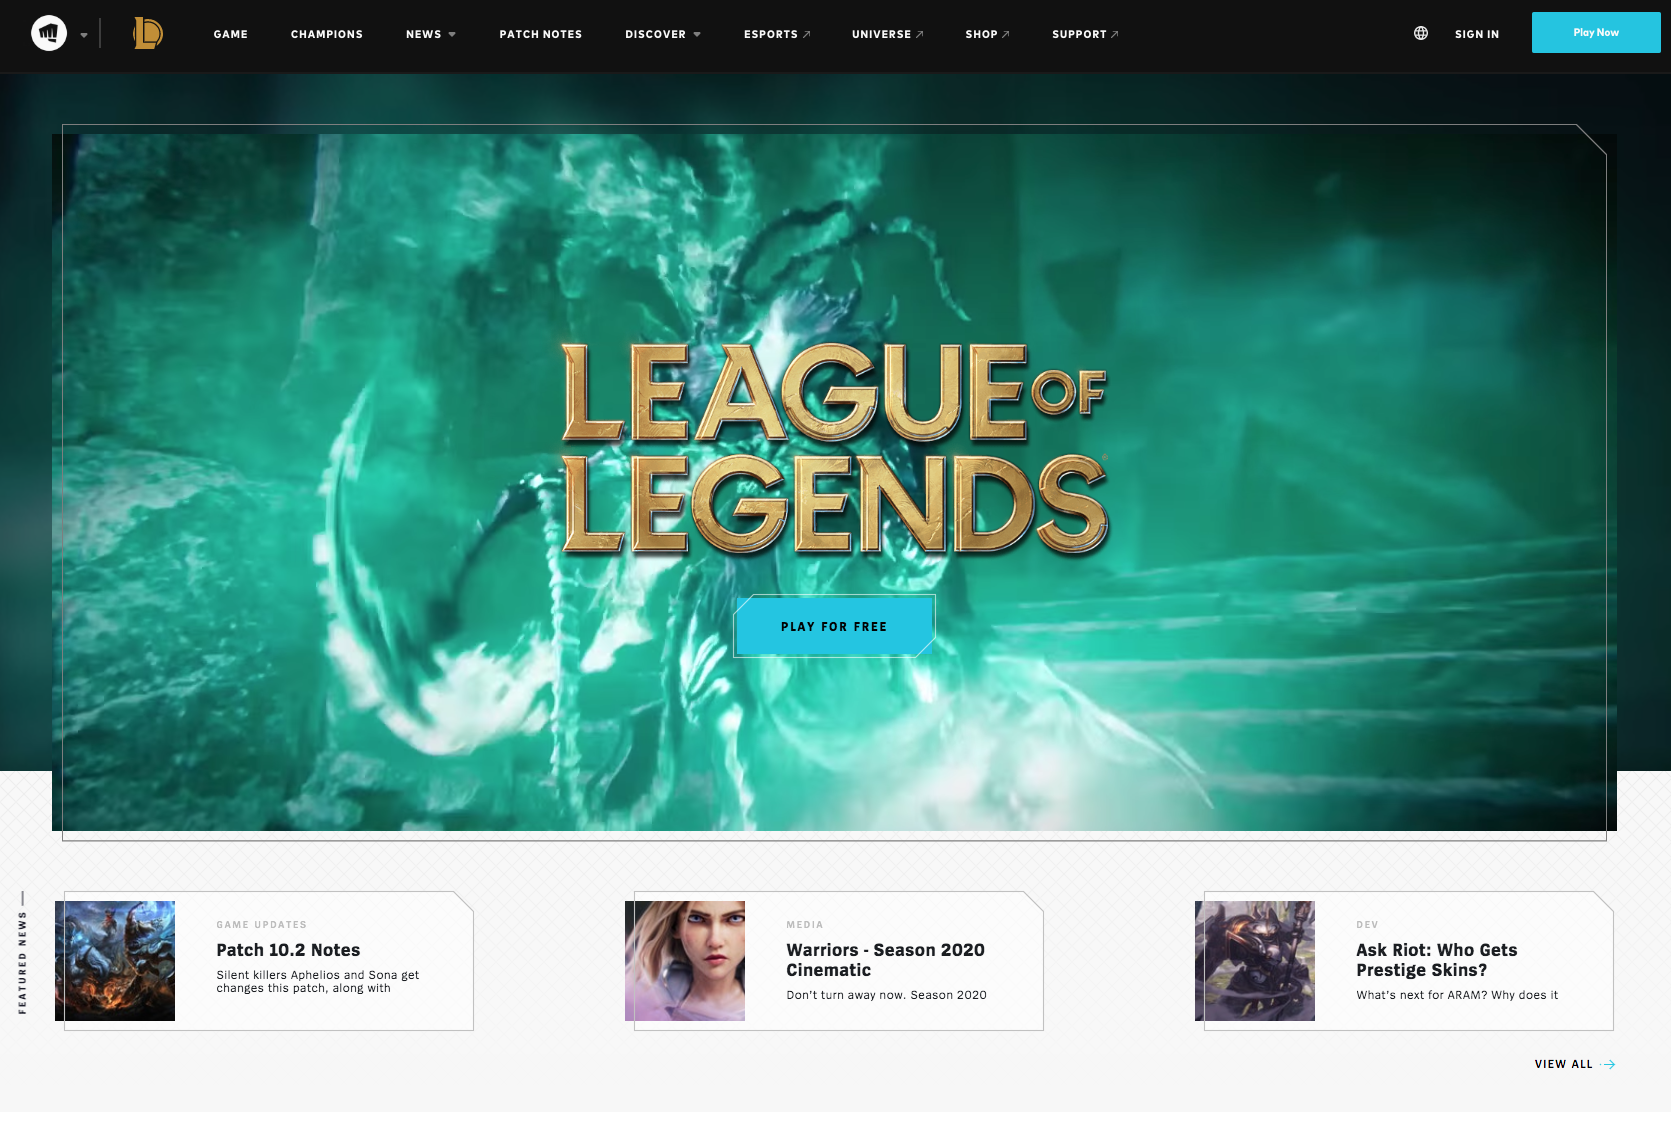 GAME
CHAMPIONS
NEWS
PATCH NOTES
DISCOVER
ESPORTS
UNIVERSE
SHOP
SUPPORT
SIGN IN
Play Now
LEAGUE OF
LEGENDS
PLAY FOR FREE
FEATURED NEWS
GAME UPDATES
Patch 10.2 Notes
Silent killers Aphelios and Sona get
changes this patch, along with
MEDIA
Warriors - Season 2020
Cinematic
Don't turn away now. Season 2020
DEV
Ask Riot: Who Gets
Prestige Skins?
What's next for ARAM? Why does it
VIEW ALL